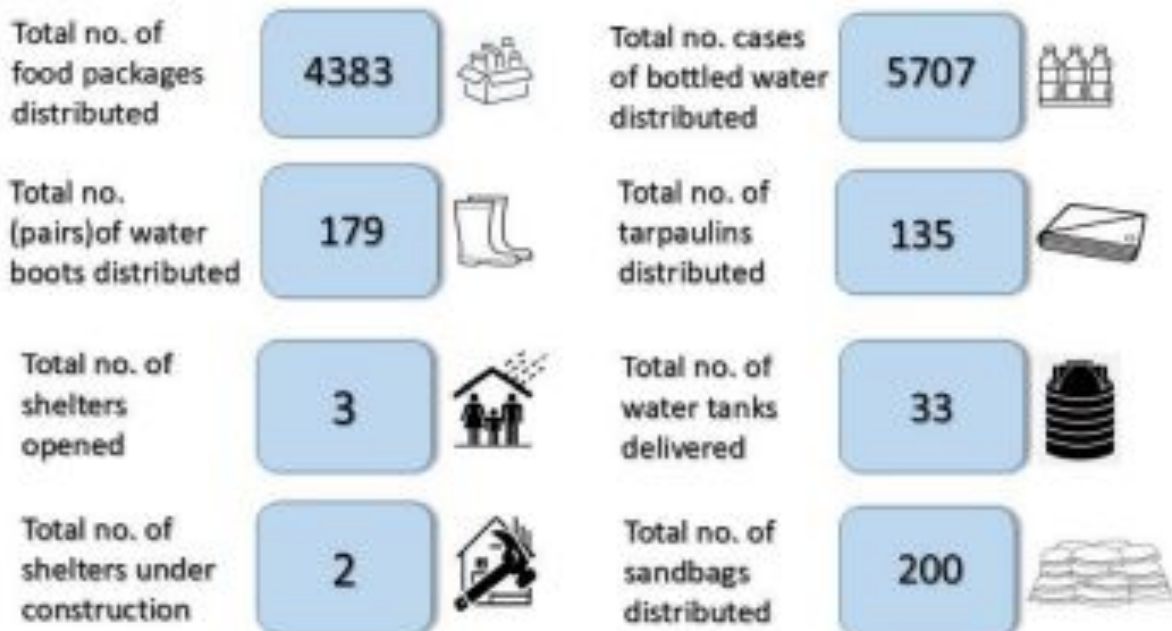 Total no. of
food packages
distributed
4383
Total no. cases
of bottled water
distributed
5707
Total no.
(pairs)of water
boots distributed
179
Total no. of
tarpaulins
distributed
135
Total no. of
shelters
opened
3
Total no. of
water tanks
delivered
33
Total no. of
shelters under
construction
2
Total no. of
sandbags
distributed
200